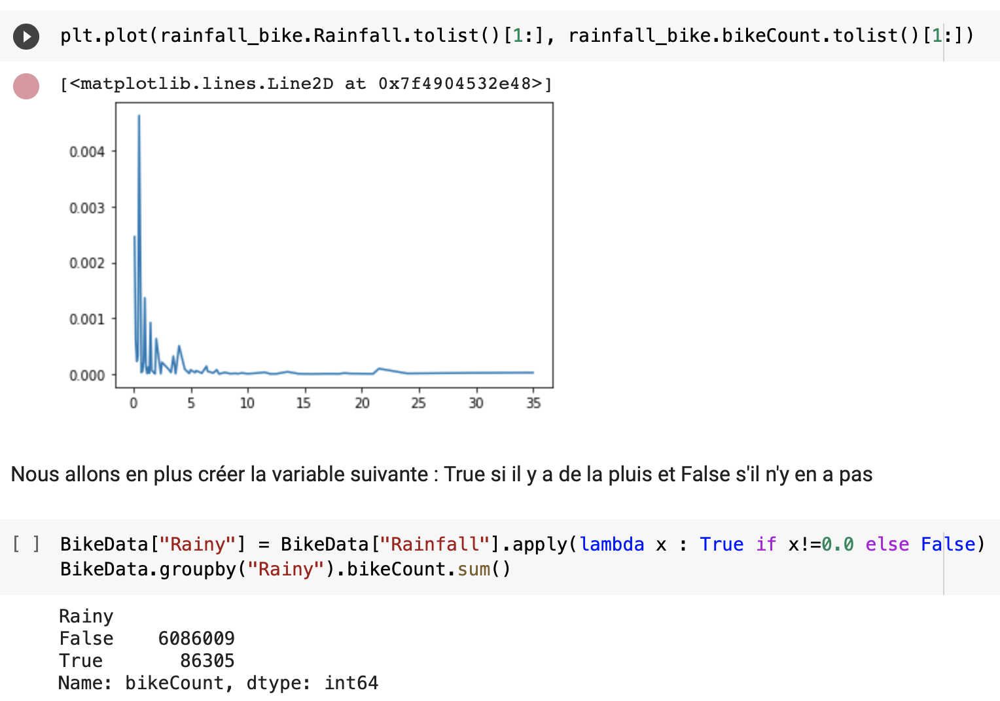 plt.plot(rainfall_bike.Rainfall.tolist()[1:], rainfall_bike.bikeCount.tolist()[1:])
[<matplotlib.lines.Line2D at 0x7f4904532e48>]
0.004
0.003
0.002
0.001
0.000
0 5 10 15 20 25 30 35
Nous allons en plus créer la variable suivante : True si il y a de la pluis et False s'il n'y en a pas
[ ] BikeData["Rainy"] = BikeData["Rainfall"].apply(lambda x : True if x!=0.0 else False)
BikeData.groupby("Rainy").bikeCount.sum()
Rainy
False 6086009
True 86305
Name: bikeCount, dtype: int64